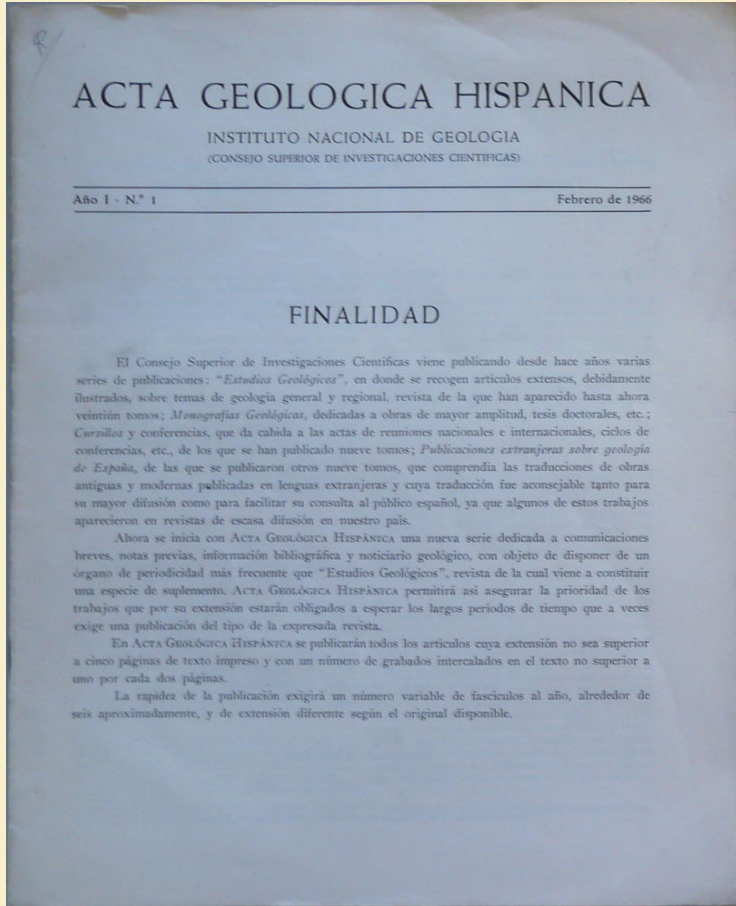 ACTA GEOLOGICA HISPANICA
INSTITUTO NACIONAL DE GEOLOGIA
(CONSEJO SUPERIOR DE INVESTIGACIONES CIENTIFICAS)
Año I - N.º 1 Febrero de 1966
FINALIDAD
El Consejo Superior de Investigaciones Científicas viene publicando desde hace años varias
series de publicaciones: "Estudios Geológicos", en donde se recogen artículos extensos, debidamente
ilustrados, sobre temas de geología general y regional, revista de la que han aparecido hasta ahora
veintiún tomos; Monografías Geológicas, dedicadas a obras de mayor amplitud, tesis doctorales, etc.;
Cursillos y conferencias, que da cabida a las actas de reuniones nacionales e internacionales, ciclos de
conferencias, etc., de los que se han publicado nueve tomos; Publicaciones extranjeras sobre geología
de España, de las que se publicaron otros nueve tomos, que comprendía las traducciones de obras
antiguas y modernas publicadas en lenguas extranjeras y cuya traducción fue aconsejable tanto para
su mayor difusión como para facilitar su consulta al público español, ya que algunos de estos trabajos
aparecieron en revistas de escasa difusión en nuestro país.
Ahora se inicia con ACTA GEOLÓGICA HISPÁNICA una nueva serie dedicada a comunicaciones
breves, notas previas, información bibliográfica y noticiario geológico, con objeto de disponer de un
órgano de periodicidad más frecuente que "Estudios Geológicos", revista de la cual viene a constituir
una especie de suplemento. ACTA GEOLÓGICA HISPÁNICA permitirá así asegurar la prioridad de los
trabajos que por su extensión estarán obligados a esperar los largos periodos de tiempo que a veces
exige una publicación del tipo de la expresada revista.
En ACTA GEOLÓGICA HISPÁNICA se publicarán todos los artículos cuya extensión no sea superior
a cinco páginas de texto impreso y con un número de grabados intercalados en el texto no superior a
uno por cada dos páginas.
La rapidez de la publicación exigirá un número variable de fascículos al año, alrededor de
seis aproximadamente, y de extensión diferente según el original disponible.